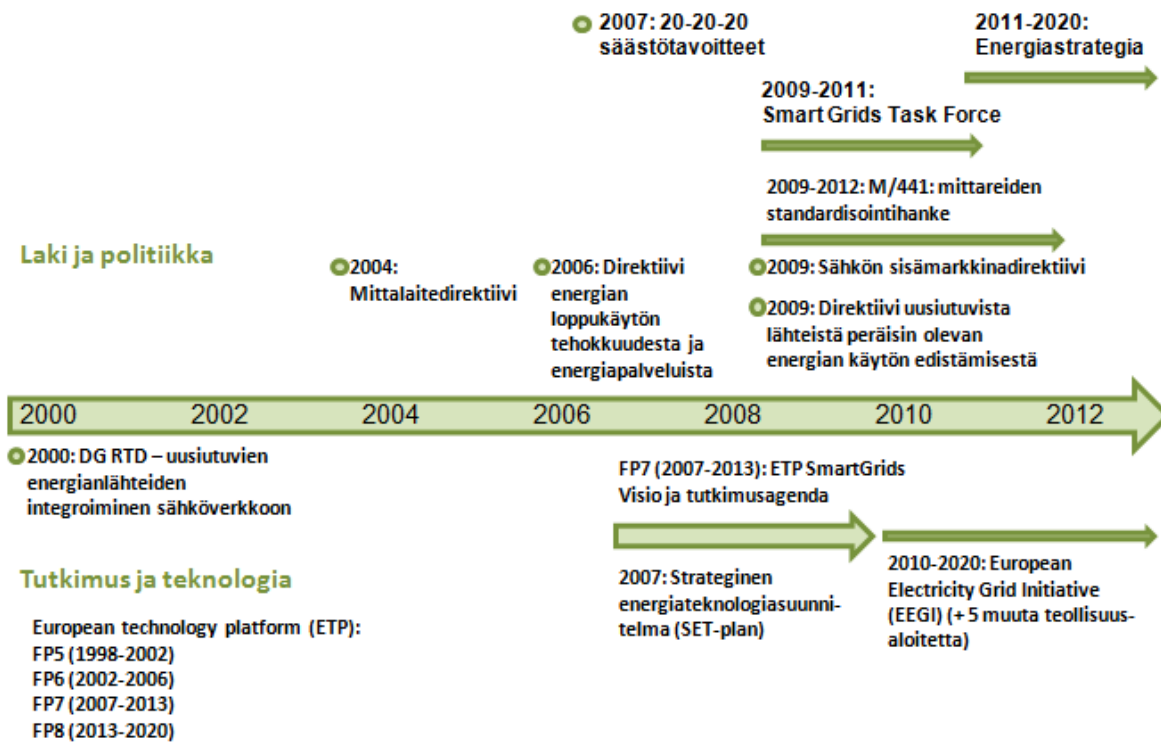 2007: 20-20-20
säästötavoitteet
2011-2020:
Energiastrategia
2009-2011:
Smart Grids Task Force
2009-2012: M/441: mittareiden
standardisointihanke
Laki ja politiikka
2004:
Mittalaitedirektiivi
2006: Direktiivi
energian
loppukäytön
tehokkuudesta ja
energiapalveluista
2009: Sähkön sisämarkkinadirektiivi
2009: Direktiivi uusiutuvista
lähteistä peräisin olevan
energian käytön edistämisestä
2000 2002 2004 2006 2008 2010 2012
2000: DG RTD – uusiutuvien
energianlähteiden
integroiminen sähköverkkoon
FP7 (2007-2013): ETP SmartGrids
Visio ja tutkimusagenda
2007: Strateginen
energiateknologiasuunni-
telma (SET-plan)
2010-2020: European
Electricity Grid Initiative
(EEGI) (+ 5 muuta teollisuus-
aloitetta)
Tutkimus ja teknologia
European technology platform (ETP):
FP5 (1998-2002)
FP6 (2002-2006)
FP7 (2007-2013)
FP8 (2013-2020)